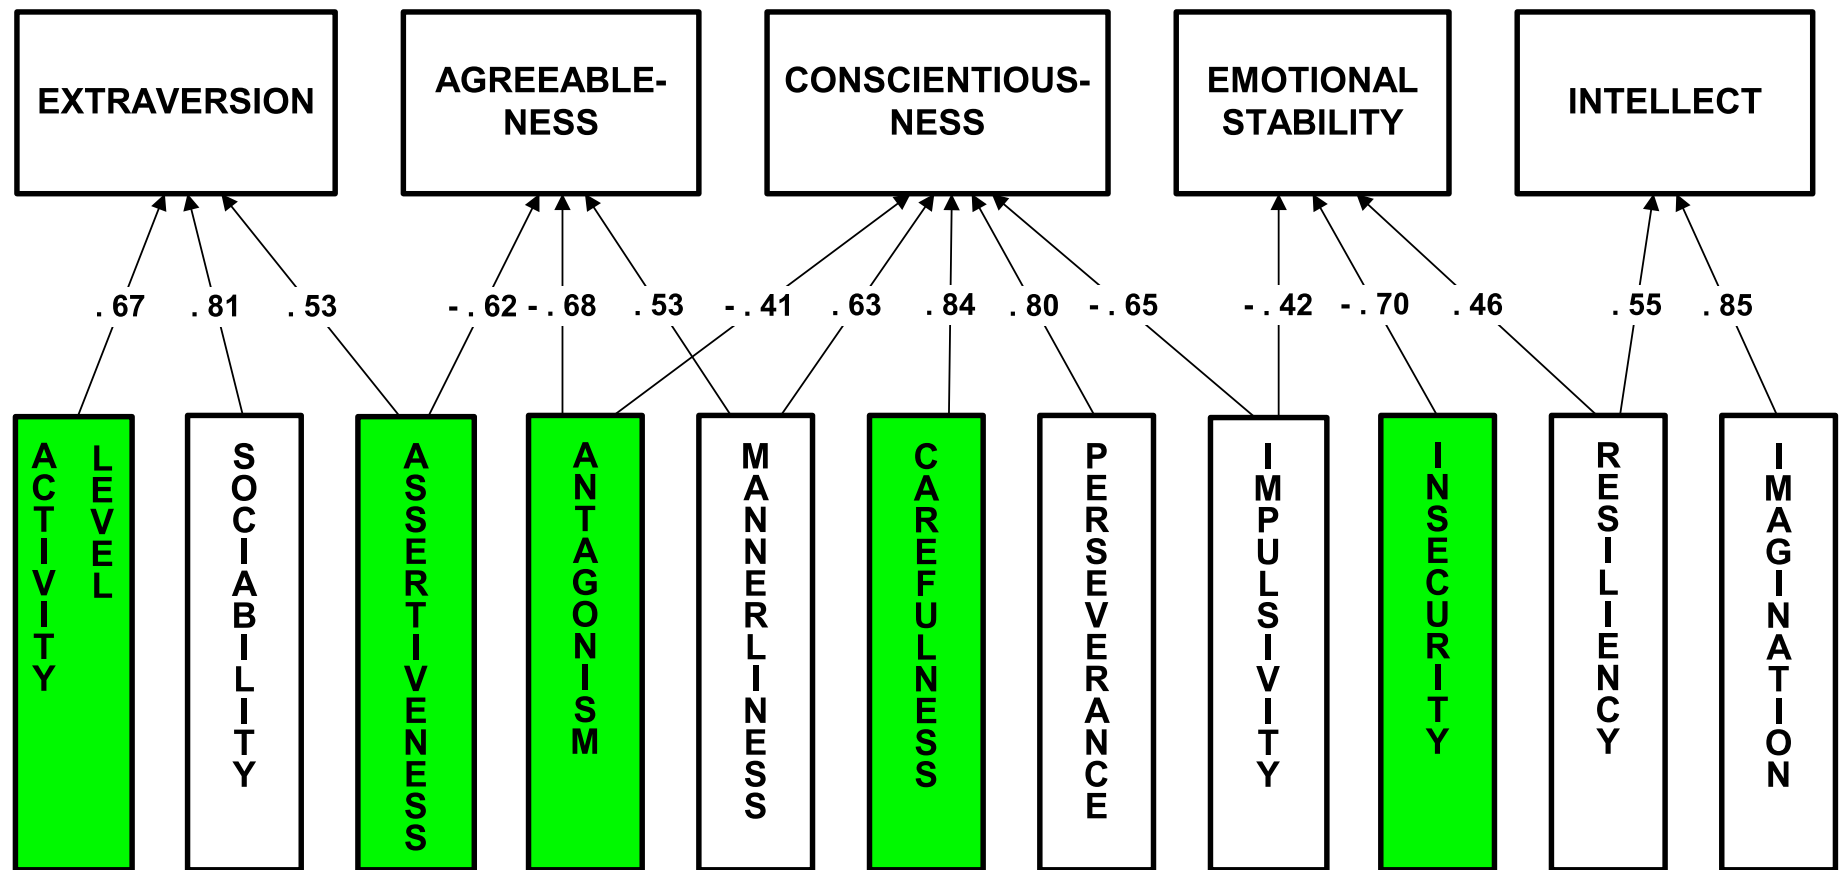 EXTRAVERSION
AGREEABLE-
NESS
CONSCIENTIOUS-
NESS
EMOTIONAL
STABILITY
INTELLECT
. 67
. 81
. 53
- . 62
- . 68
. 53
- . 41
. 63
. 84
. 80
- . 65
- . 42
- . 70
. 46
. 55
. 85
ACTIVITY
LEVEL
SOCIABILITY
ASSERTIVENESS
ANTAGONISM
MANNERLINESS
CAREFULNESS
PERSEVERANCE
IMPULSIVITY
INSECURITY
RESILIENCY
IMAGINATION